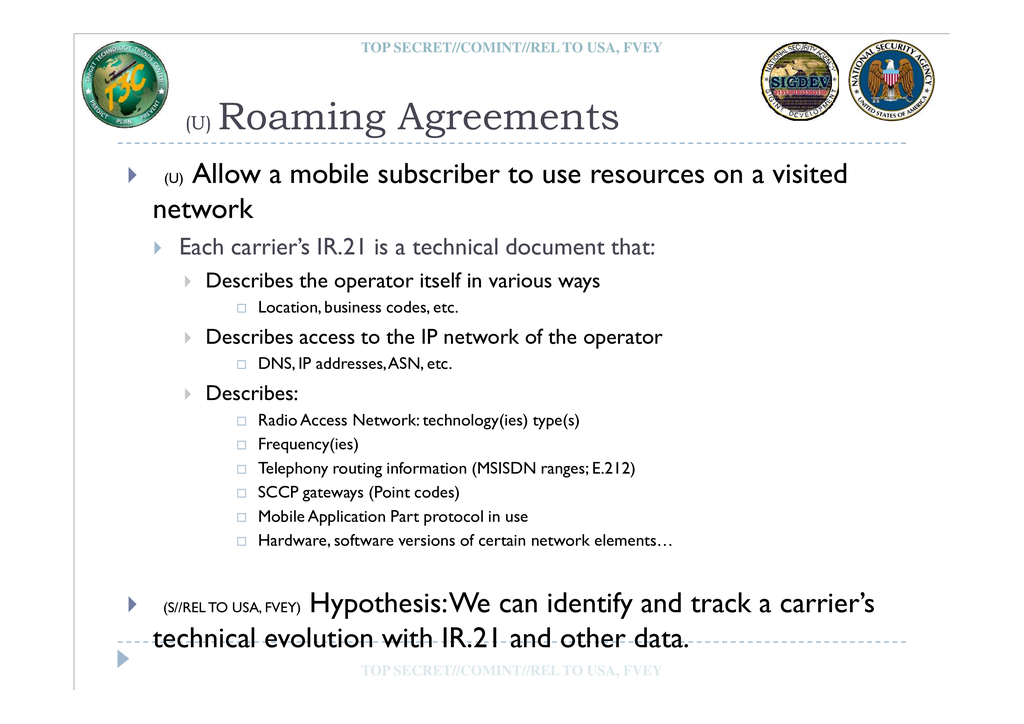 TOP SECRET//COMINT//REL TO USA, FVEY
TARGET TECHNOLOGY TRENDS CENTER
T3C
PREDICT PLAN PREVENT
SIGDEV
SIGINT DEVELOPMENT
NATIONAL SECURITY AGENCY
UNITED STATES OF AMERICA
(U) Roaming Agreements
(U) Allow a mobile subscriber to use resources on a visited
network
Each carrier's IR.21 is a technical document that:
Describes the operator itself in various ways
Location, business codes, etc.
Describes access to the IP network of the operator
DNS, IP addresses, ASN, etc.
Describes:
Radio Access Network: technology(ies) type(s)
Frequency(ies)
Telephony routing information (MSISDN ranges; E.212)
SCCP gateways (Point codes)
Mobile Application Part protocol in use
Hardware, software versions of certain network elements…
(S//REL TO USA, FVEY) Hypothesis: We can identify and track a carrier's
technical evolution with IR.21 and other data.
TOP SECRET//COMINT//REL TO USA, FVEY